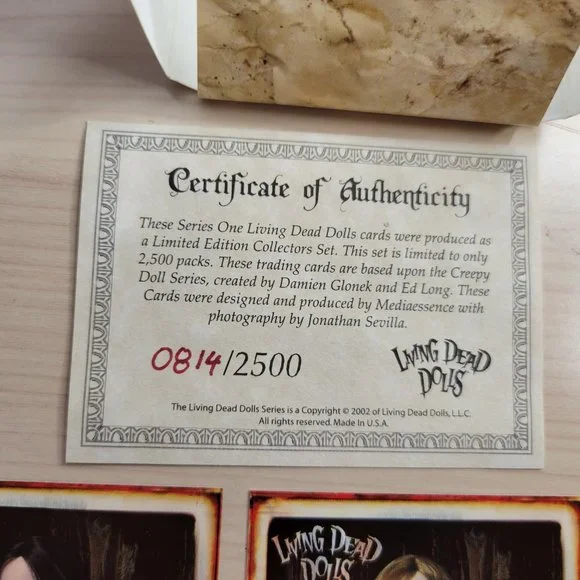 Certificate of Authenticity
These Series One Living Dead Dolls cards were produced as
a Limited Edition Collectors Set. This set is limited to only
2,500 packs. These trading cards are based upon the Creepy
Doll Series, created by Damien Glonek and Ed Long. These
Cards were designed and produced by Mediaessence with
photography by Jonathan Sevilla.
0814/2500
LIVING DEAD
DOLLS
The Living Dead Dolls Series is a Copyright © 2002 of Living Dead Dolls, L.L.C.
All rights reserved. Made In U.S.A.
LIVING DEAD
DOLLS